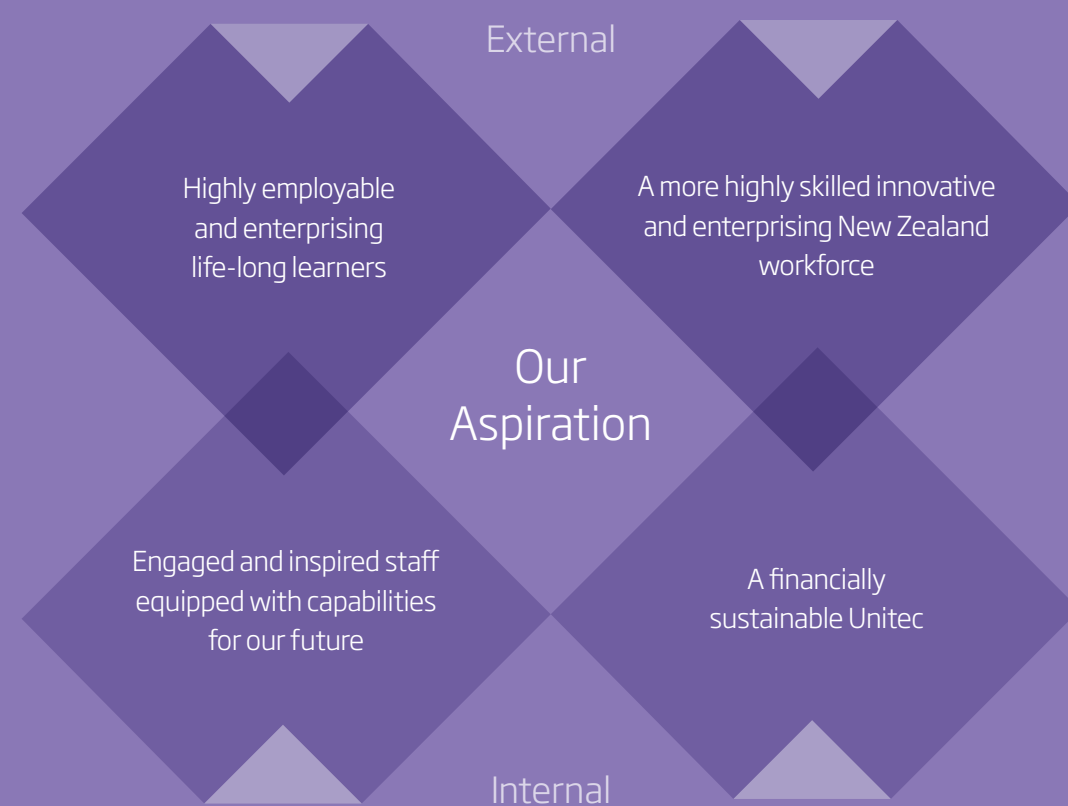 External
Highly employable
and enterprising
life-long learners
A more highly skilled innovative
and enterprising New Zealand
workforce
Our
Aspiration
Engaged and inspired staff
equipped with capabilities
for our future
A financially
sustainable Unitec
Internal